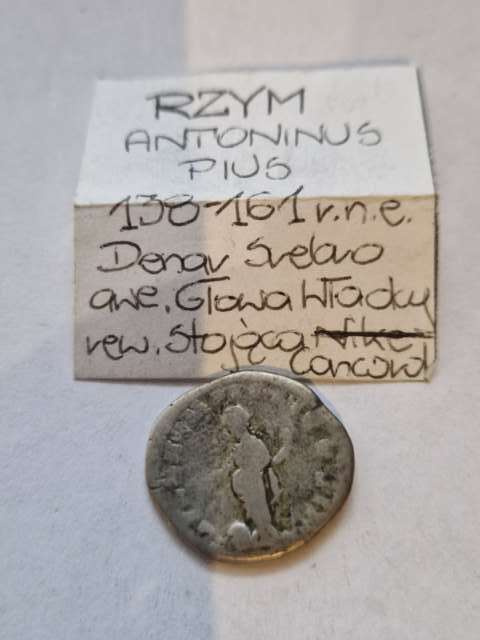 RZYM
ANTONINUS
PIUS
138-161 r.n.e.
Denar Srebro
awe. Głowa Władcy
rew. Stojąca Nike
Concord